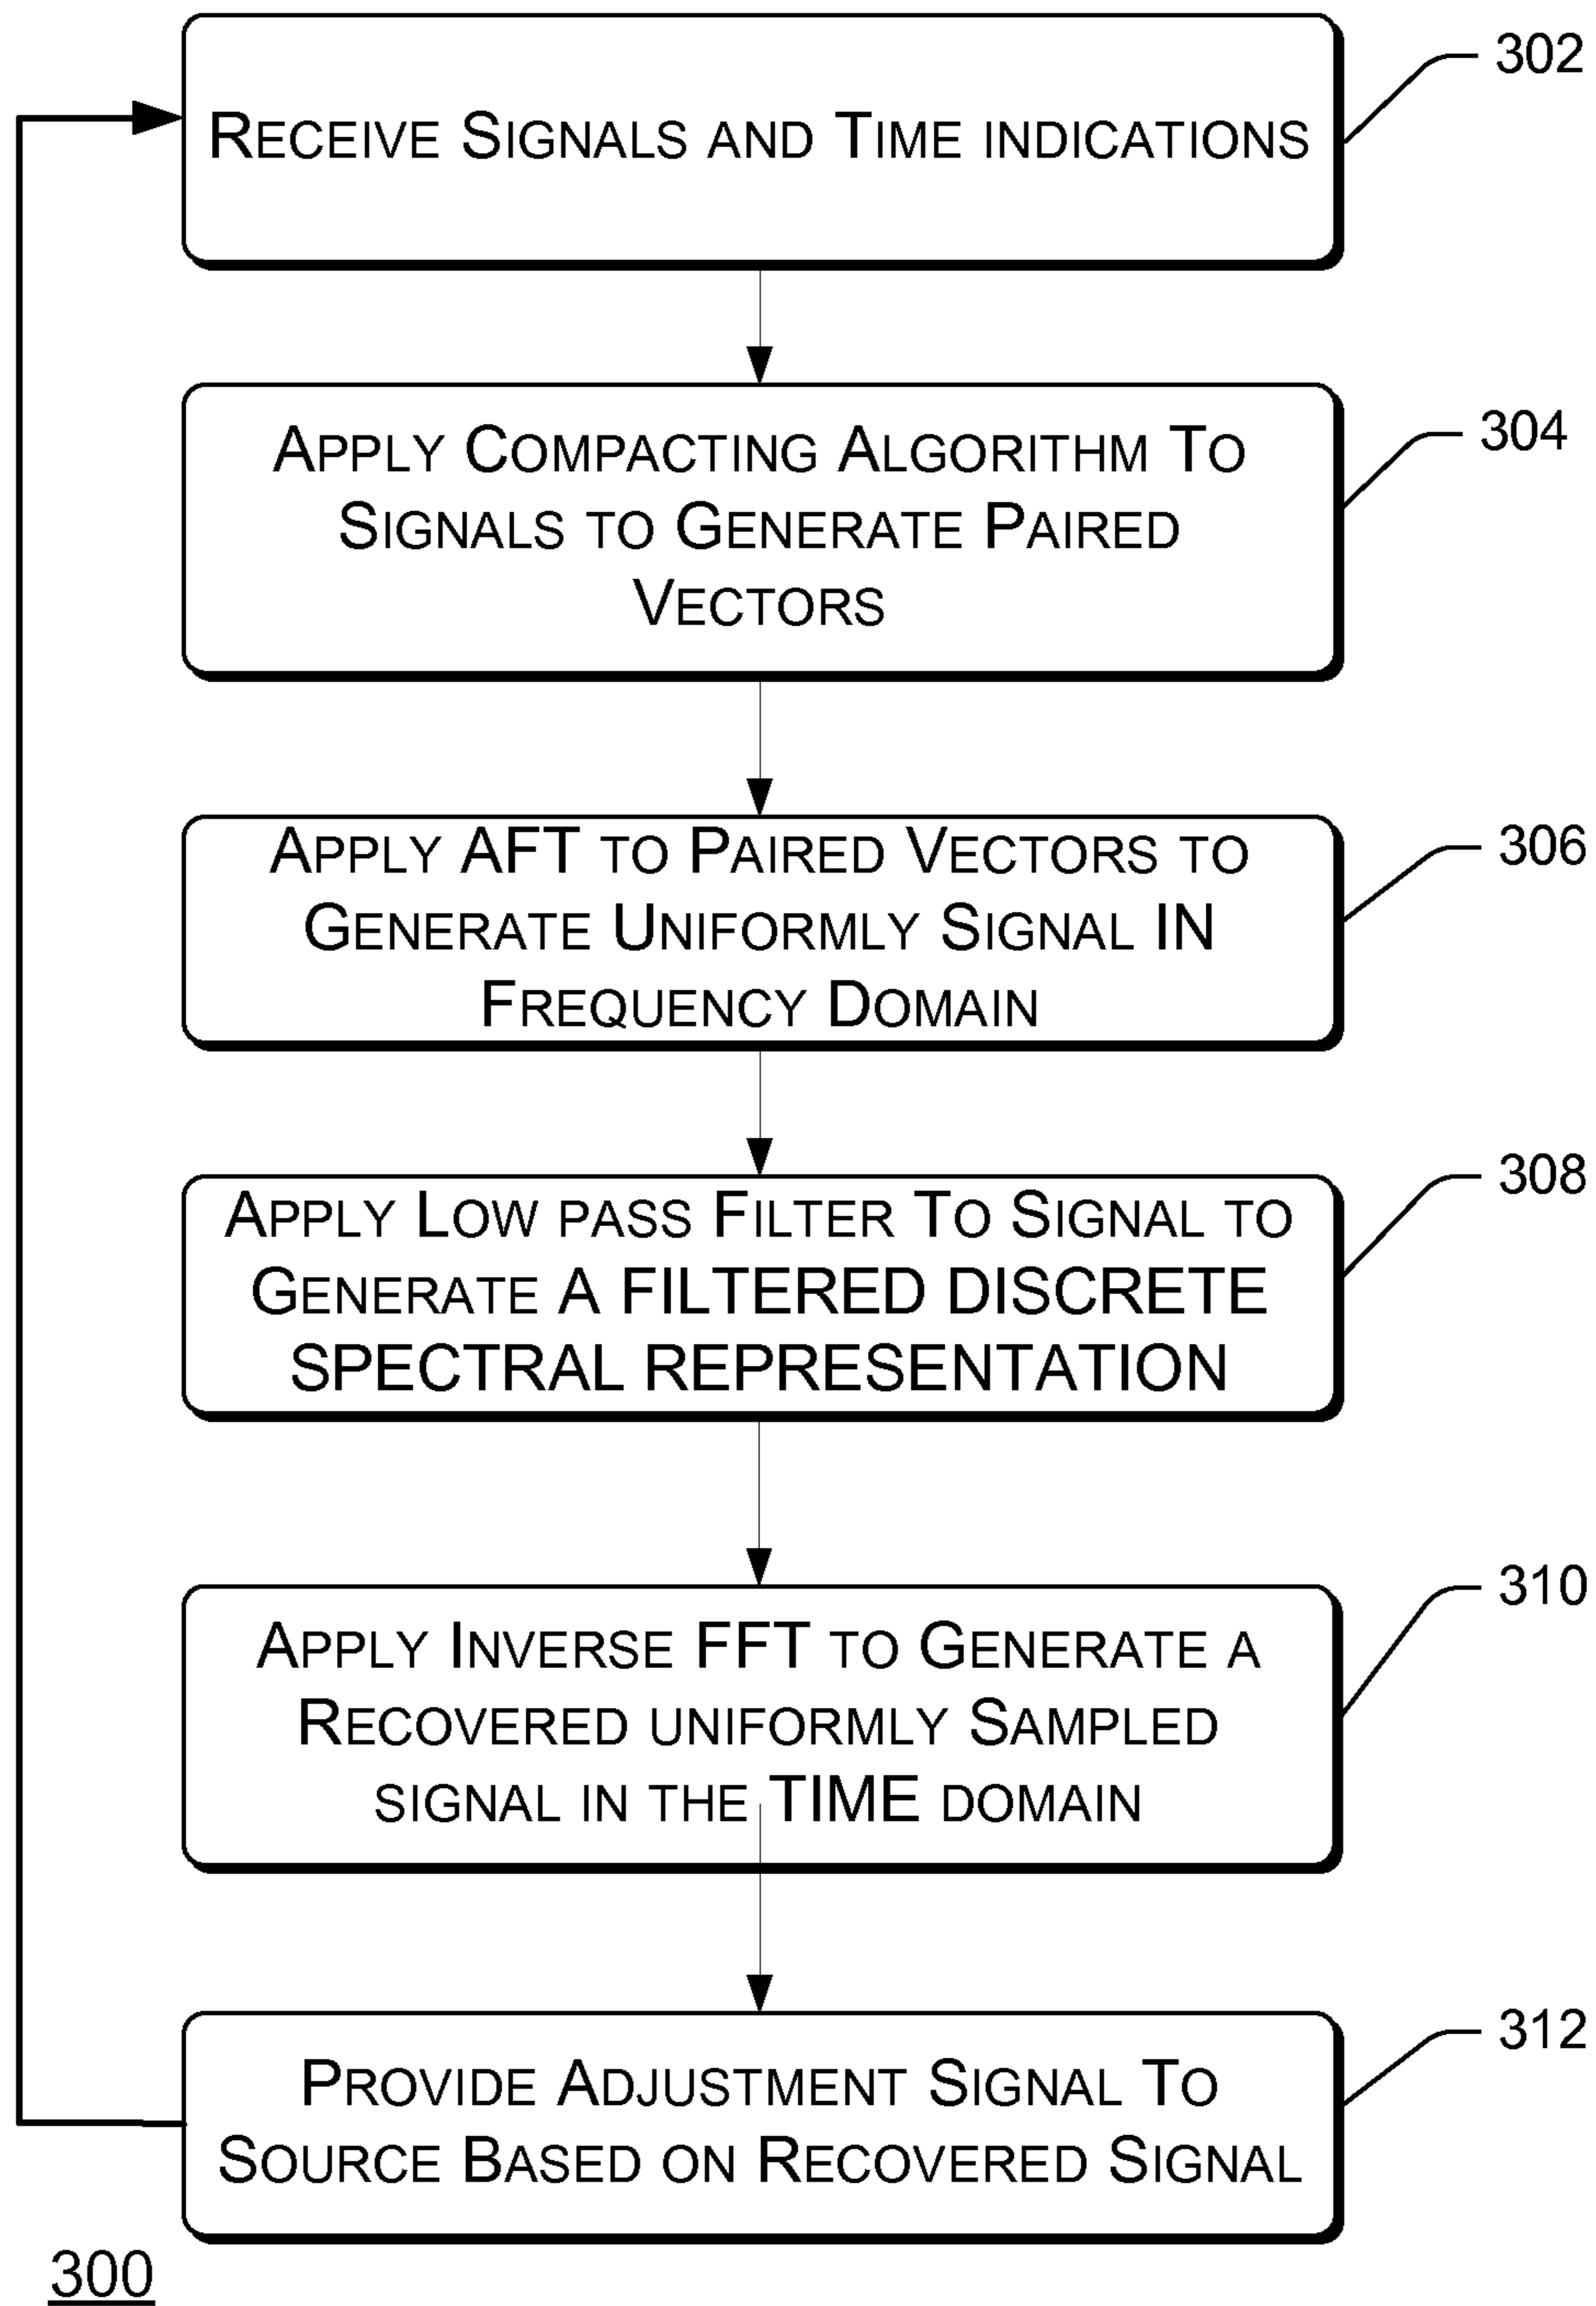 302
RECEIVE SIGNALS AND TIME INDICATIONS
304
APPLY COMPACTING ALGORITHM TO
SIGNALS TO GENERATE PAIRED
VECTORS
306
APPLY AFT TO PAIRED VECTORS TO
GENERATE UNIFORMLY SIGNAL IN
FREQUENCY DOMAIN
308
APPLY LOW PASS FILTER TO SIGNAL TO
GENERATE A FILTERED DISCRETE
SPECTRAL REPRESENTATION
310
APPLY INVERSE FFT TO GENERATE A
RECOVERED UNIFORMLY SAMPLED
SIGNAL IN THE TIME DOMAIN
312
PROVIDE ADJUSTMENT SIGNAL TO
SOURCE BASED ON RECOVERED SIGNAL
300